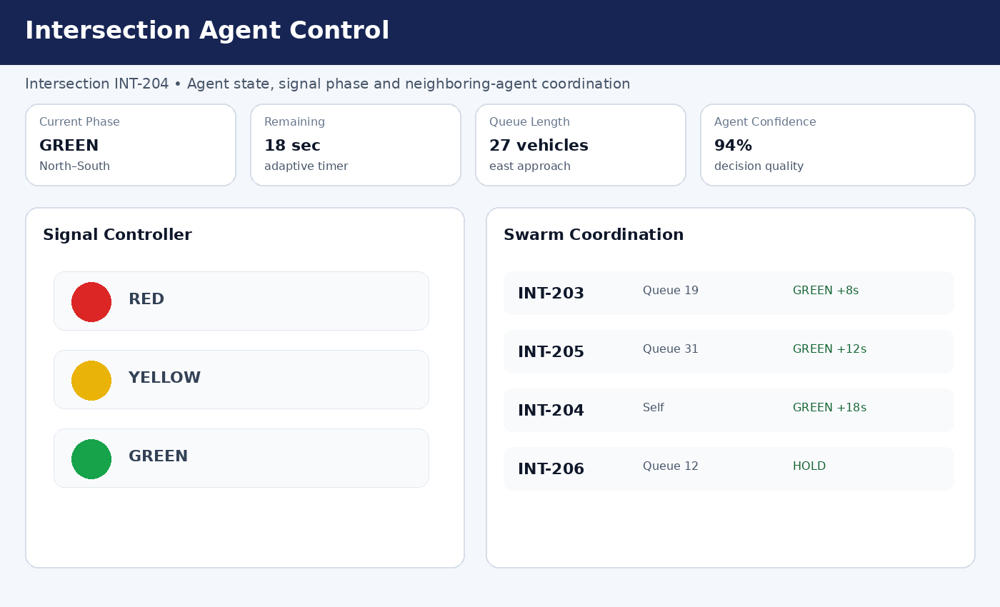 Intersection Agent Control
Intersection INT-204 • Agent state, signal phase and neighboring-agent coordination
Current Phase
GREEN
North–South
Remaining
18 sec
adaptive timer
Queue Length
27 vehicles
east approach
Agent Confidence
94%
decision quality
Signal Controller
RED
YELLOW
GREEN
Swarm Coordination
INT-203 Queue 19 GREEN +8s
INT-205 Queue 31 GREEN +12s
INT-204 Self GREEN +18s
INT-206 Queue 12 HOLD